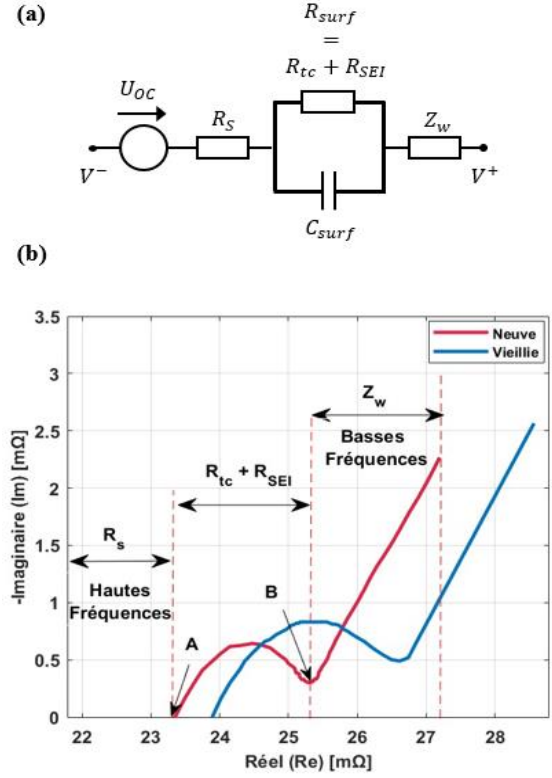 (a)
R_surf
=
R_tc + R_SEI
U_OC
R_S
Z_w
V^-
V^+
C_surf
(b)
3.5
3
2.5
2
1.5
1
0.5
0
-Imaginaire (Im) [mΩ]
Neuve
Vieillie
Z_w
Basses
Fréquences
R_tc + R_SEI
R_s
Hautes
Fréquences
B
A
22 23 24 25 26 27 28
Réel (Re) [mΩ]